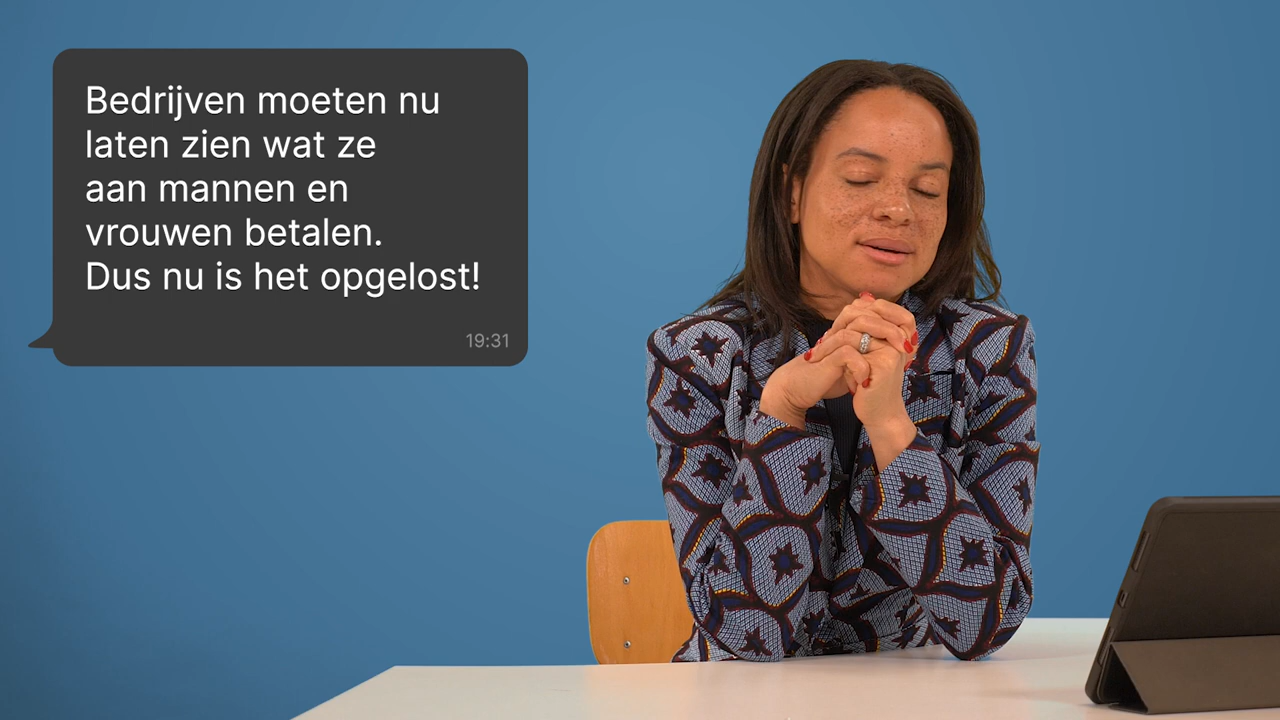 Bedrijven moeten nu
laten zien wat ze
aan mannen en
vrouwen betalen.
Dus nu is het opgelost!
19:31